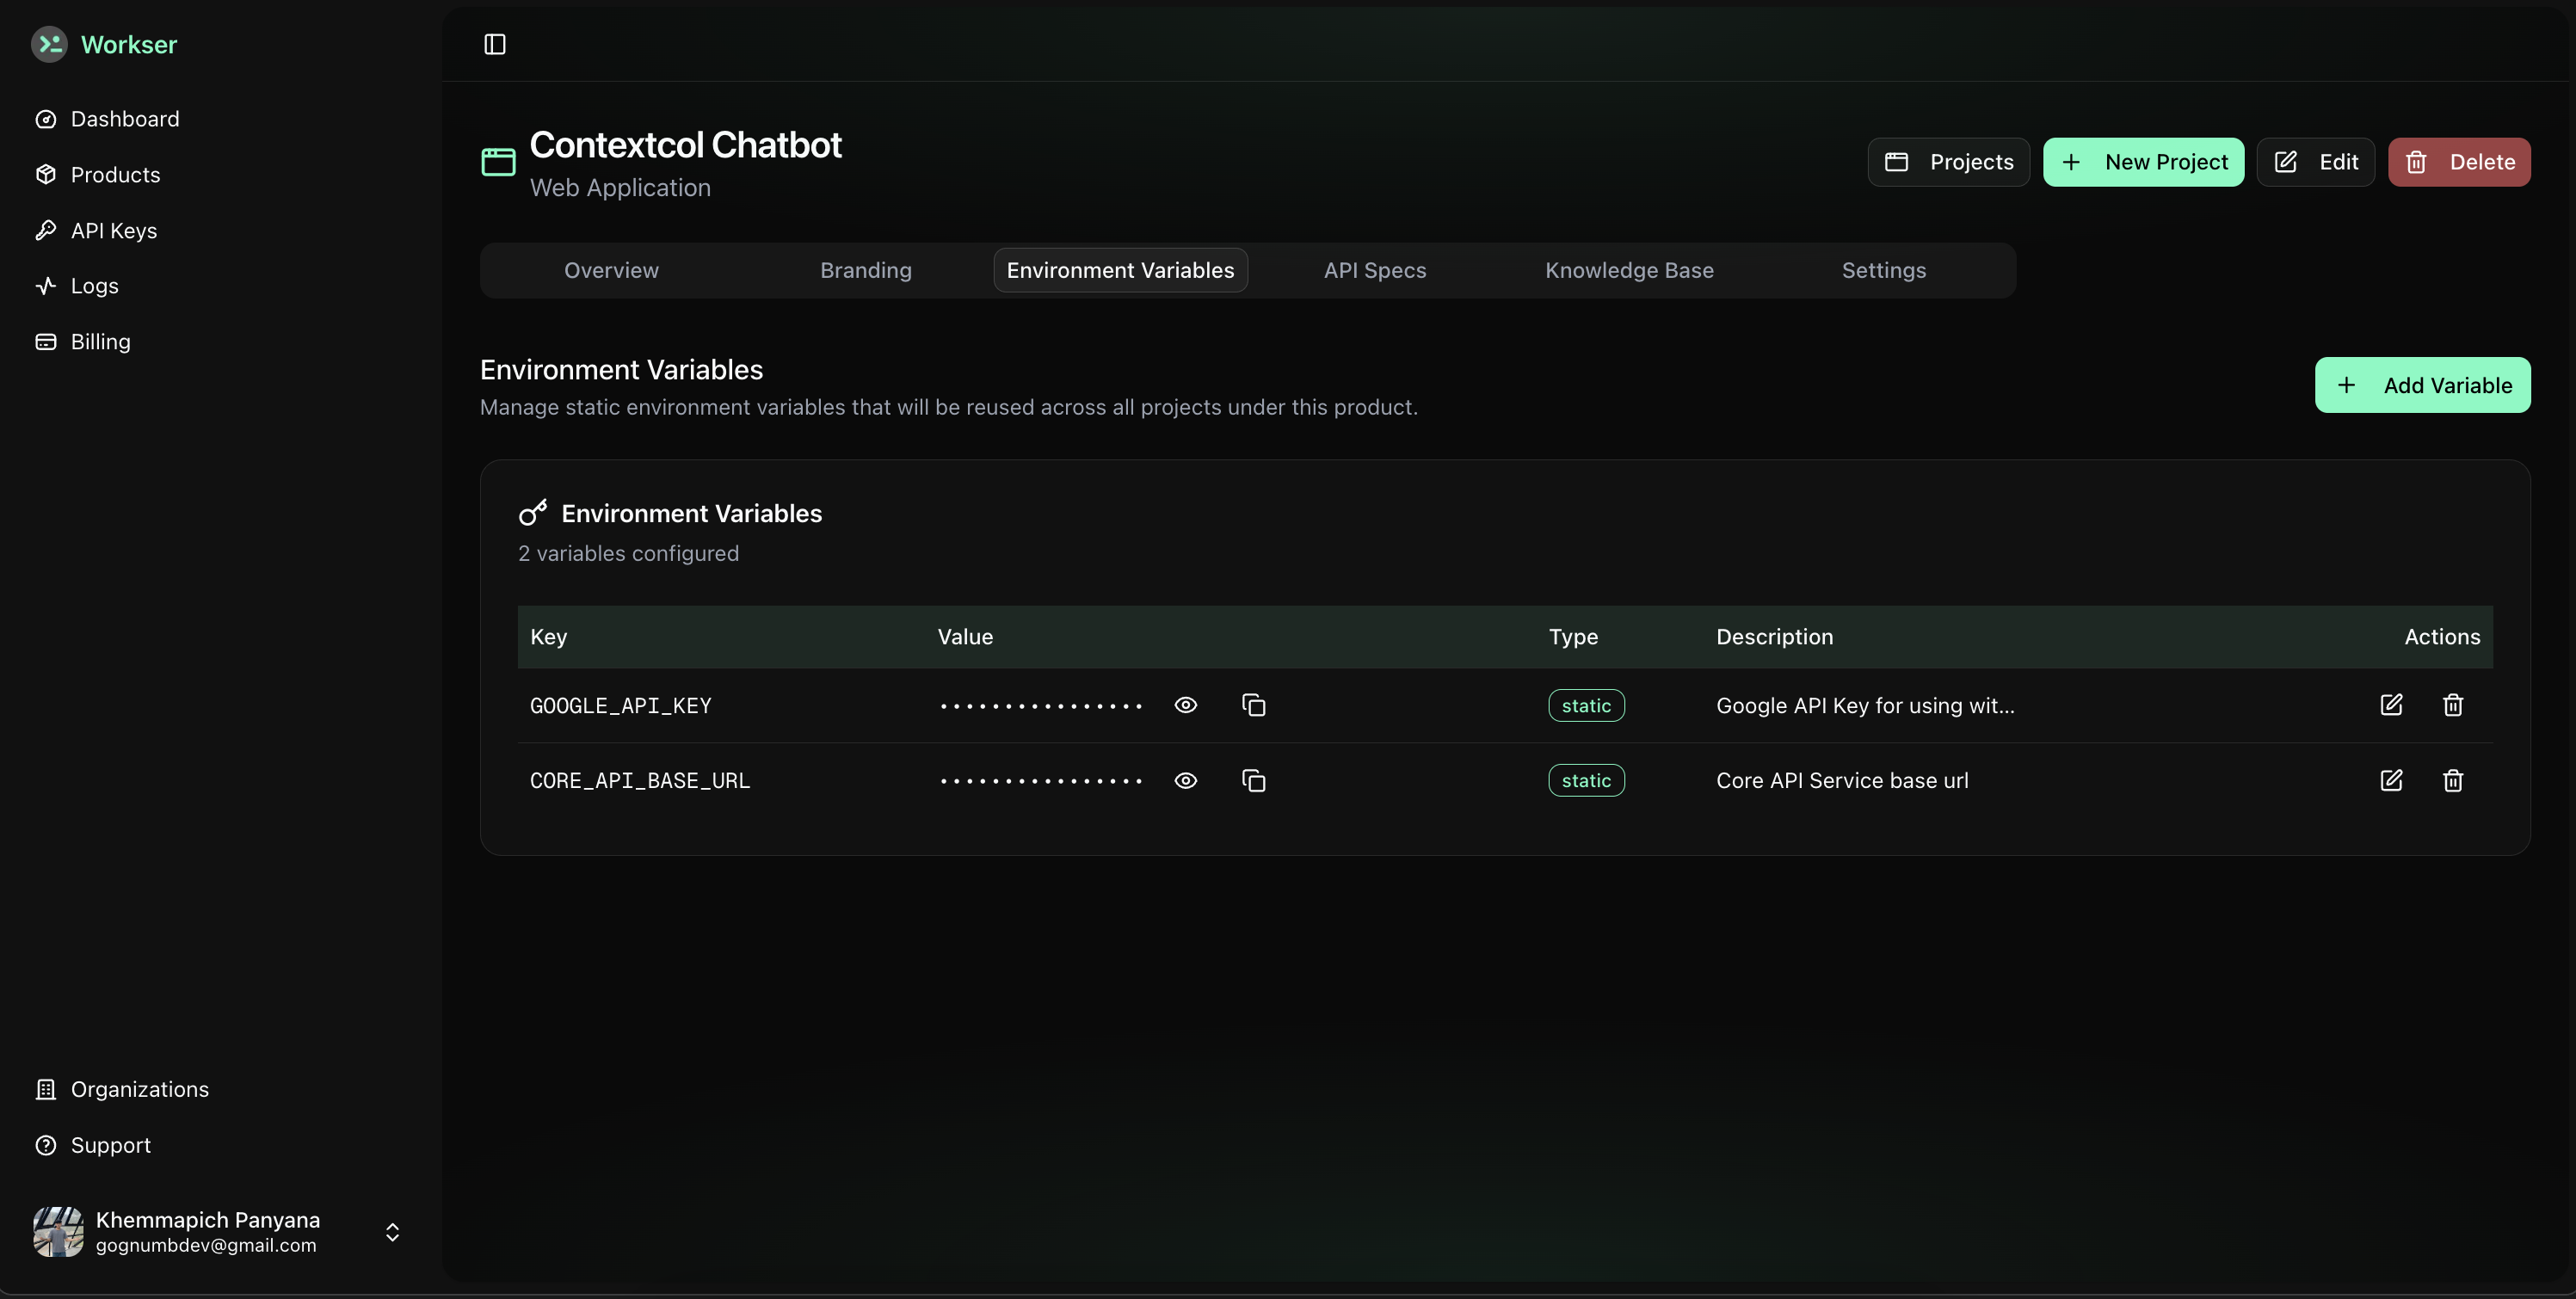 Workser
Dashboard
Products
API Keys
Logs
Billing
Organizations
Support
Khemmapich Panyana
gognumbdev@gmail.com
Contextcol Chatbot
Web Application
Projects
New Project
Edit
Delete
Overview Branding Environment Variables API Specs Knowledge Base Settings
Environment Variables
Manage static environment variables that will be reused across all projects under this product.
Add Variable
Environment Variables
2 variables configured
Key Value Type Description Actions
GOOGLE_API_KEY •••••••••••••••• static Google API Key for using wit...
CORE_API_BASE_URL •••••••••••••••• static Core API Service base url